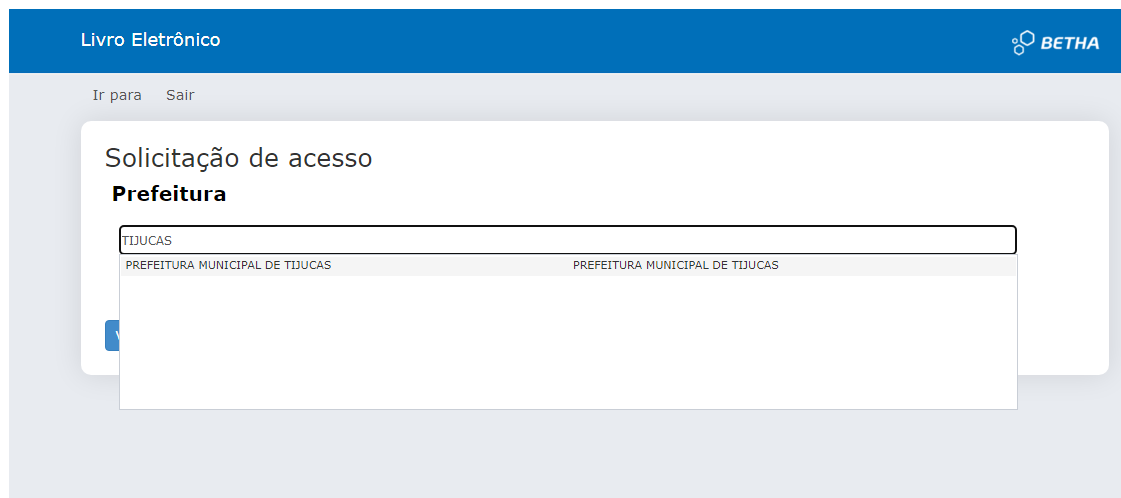 Livro Eletrônico
BETHA
Ir para Sair
Solicitação de acesso
Prefeitura
TIJUCAS
PREFEITURA MUNICIPAL DE TIJUCAS PREFEITURA MUNICIPAL DE TIJUCAS